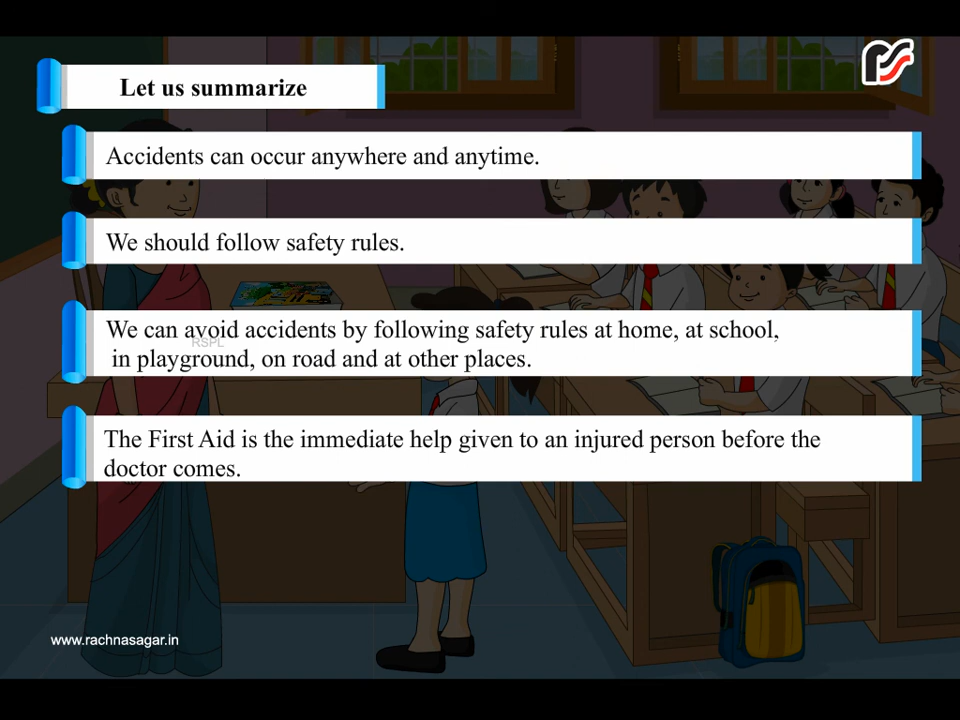 Let us summarize
Accidents can occur anywhere and anytime.
We should follow safety rules.
We can avoid accidents by following safety rules at home, at school,
in playground, on road and at other places.
RSPL
The First Aid is the immediate help given to an injured person before the
doctor comes.
www.rachnasagar.in